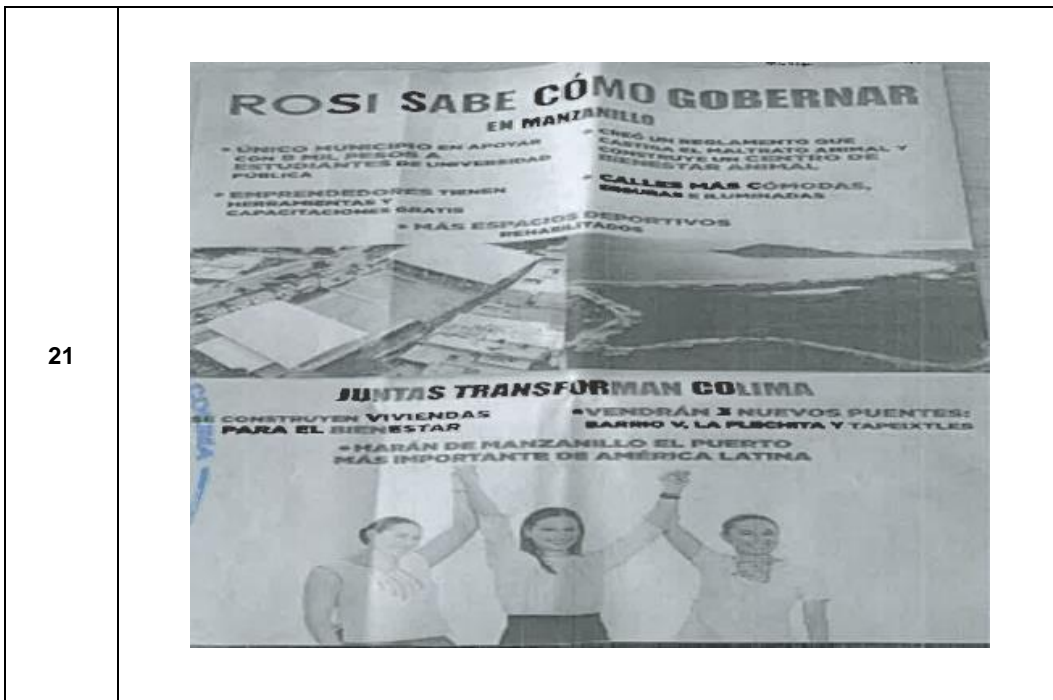 21
ROSI SABE CÓMO GOBERNAR
EN MANZANILLO
• ÚNICO MUNICIPIO EN APOYAR
CON 8 MIL PESOS A
ESTUDIANTES DE UNIVERSIDAD
PÚBLICA
• EMPRENDEDORES TIENEN
HERRAMIENTAS Y
CAPACITACIONES GRATIS
• CREÓ UN REGLAMENTO QUE
CASTIGA EL MALTRATO ANIMAL Y
CONSTRUYE UN CENTRO DE
BIENESTAR ANIMAL
• CALLES MÁS CÓMODAS,
SEGURAS E ILUMINADAS
• MÁS ESPACIOS DEPORTIVOS
REHABILITADOS
JUNTAS TRANSFORMAN COLIMA
SE CONSTRUYEN VIVIENDAS
PARA EL BIENESTAR
•VENDRÁN 3 NUEVOS PUENTES:
BARRIO V, LA PUECHITA Y TAPEIXTLES
•HARÁN DE MANZANILLO EL PUERTO
MÁS IMPORTANTE DE AMÉRICA LATINA
COLIMA